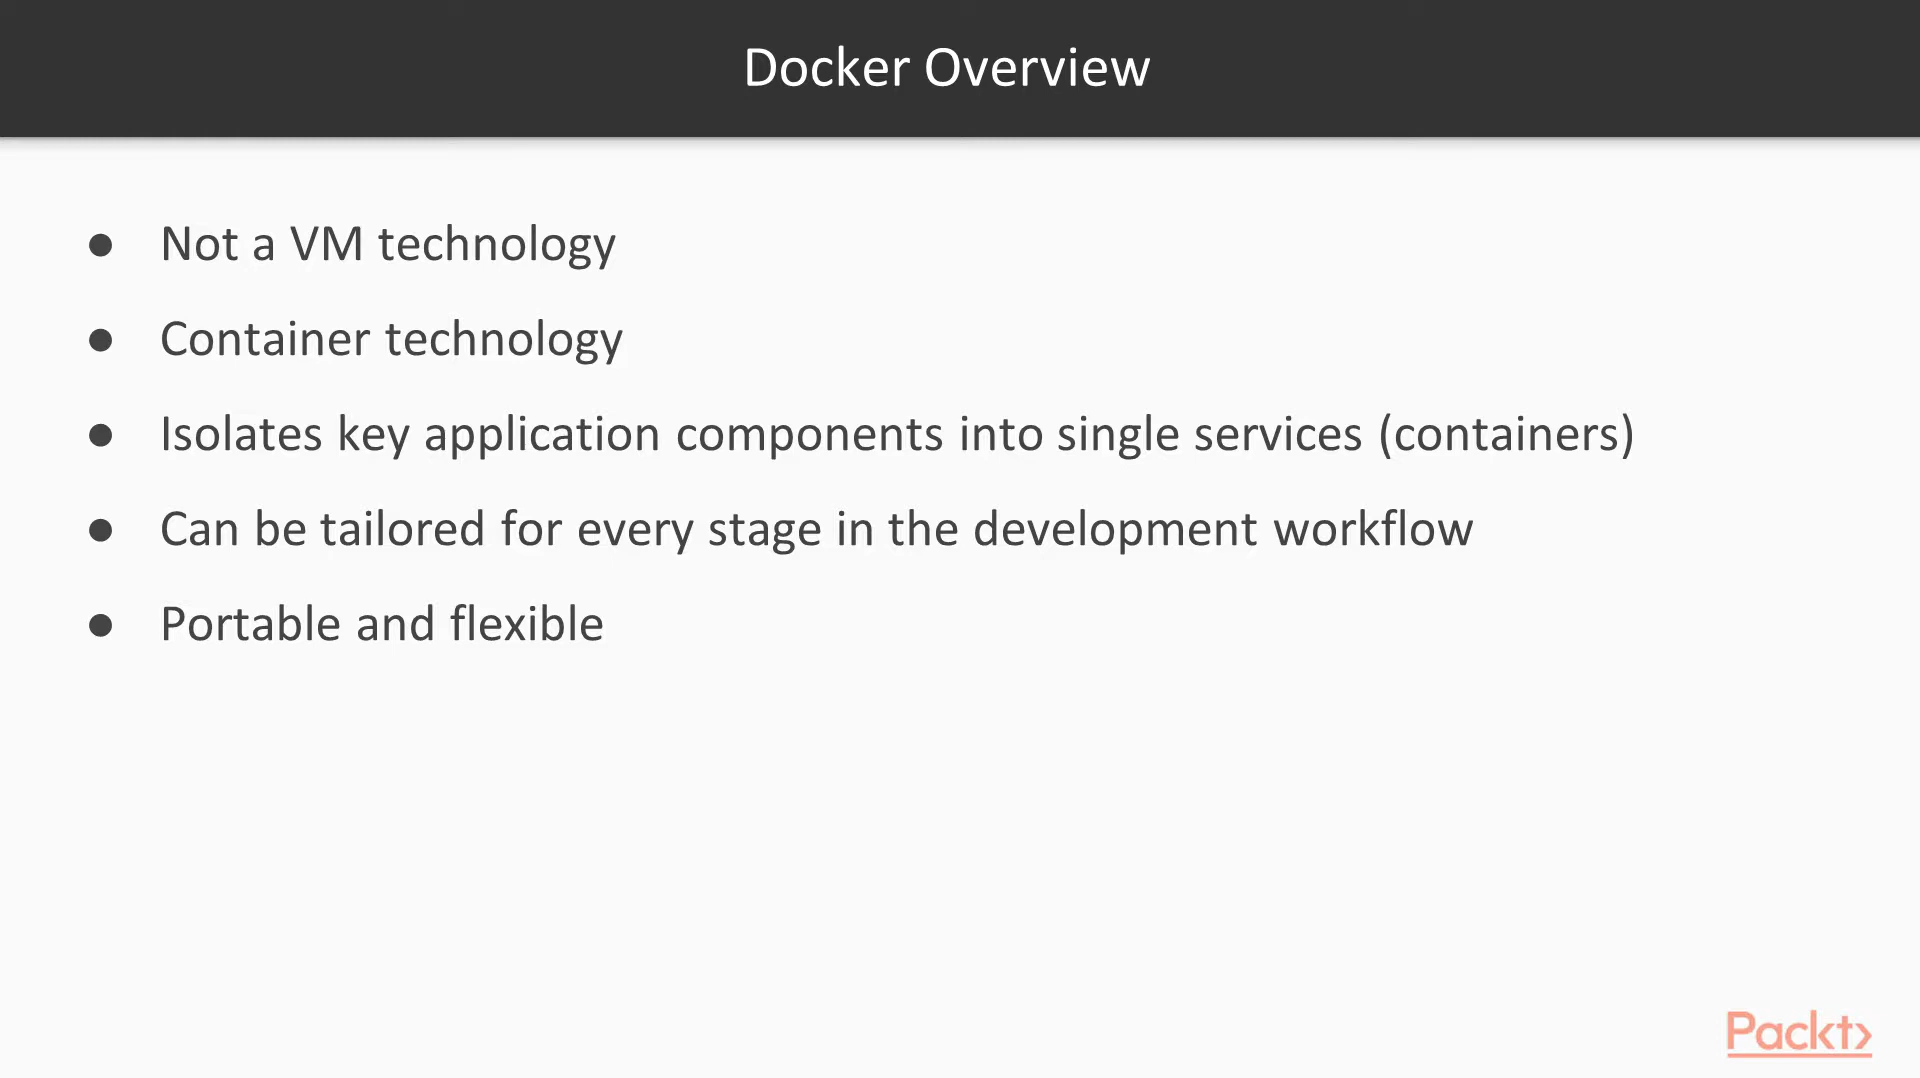 Docker Overview
● Not a VM technology
● Container technology
● Isolates key application components into single services (containers)
● Can be tailored for every stage in the development workflow
● Portable and flexible
Packt>